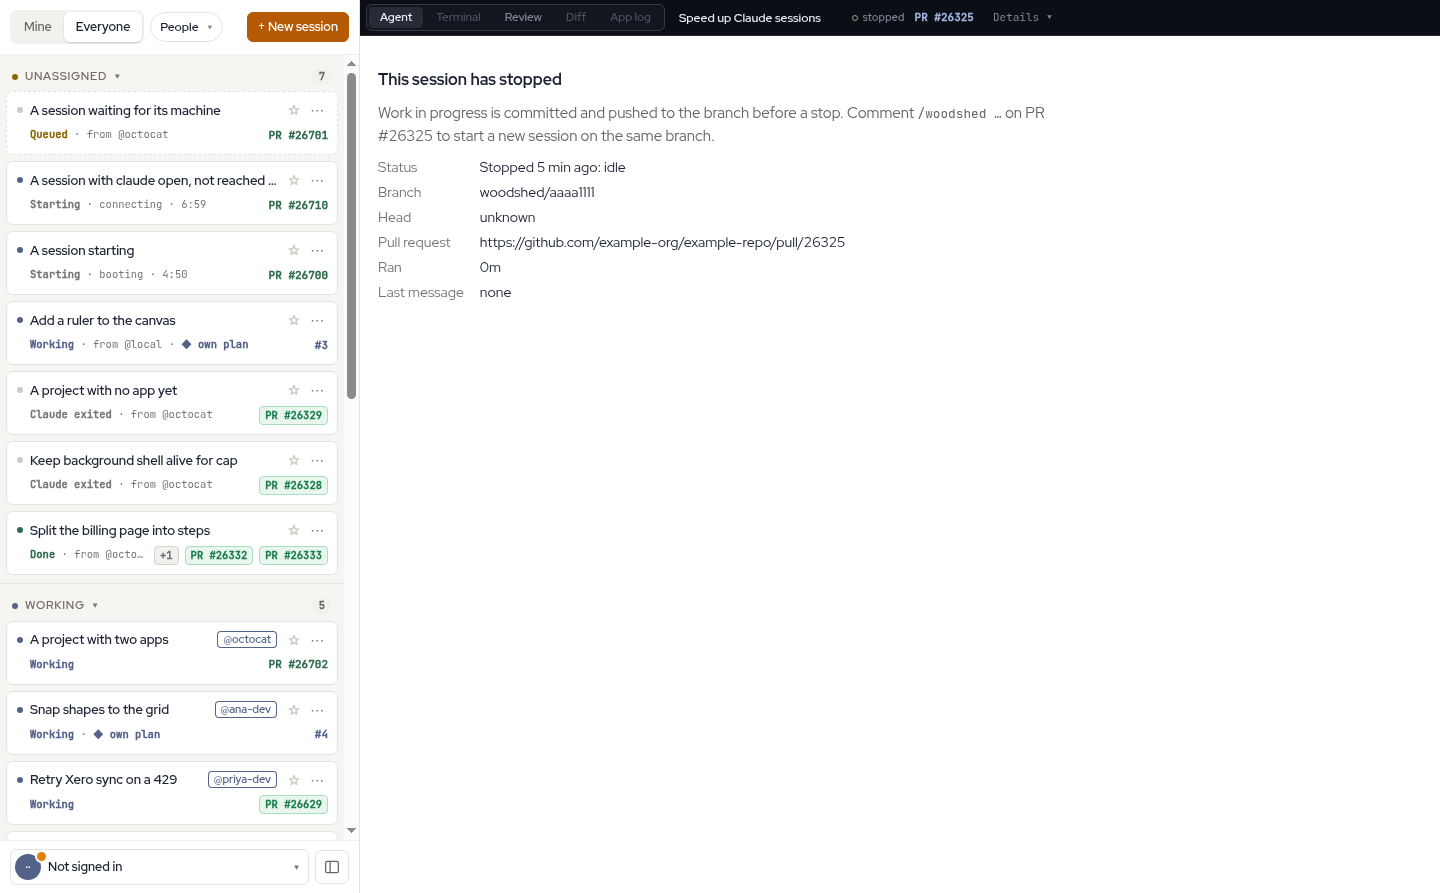 Mine Everyone People ▾ + New session
Agent Terminal Review Diff App log Speed up Claude sessions stopped PR #26325 Details ▾
UNASSIGNED ▾ 7
A session waiting for its machine ☆ ···
Queued · from @octocat PR #26701
A session with claude open, not reached ... ☆ ···
Starting · connecting · 6:59 PR #26710
A session starting ☆ ···
Starting · booting · 4:50 PR #26700
Add a ruler to the canvas ☆ ···
Working · from @local · ◆ own plan #3
A project with no app yet ☆ ···
Claude exited · from @octocat PR #26329
Keep background shell alive for cap ☆ ···
Claude exited · from @octocat PR #26328
Split the billing page into steps ☆ ···
Done · from @octo… +1 PR #26332 PR #26333
WORKING ▾ 5
A project with two apps @octocat ☆ ···
Working PR #26702
Snap shapes to the grid @ana-dev ☆ ···
Working · ◆ own plan #4
Retry Xero sync on a 429 @priya-dev ☆ ···
Working PR #26629
Not signed in ▾
This session has stopped
Work in progress is committed and pushed to the branch before a stop. Comment /woodshed … on PR
#26325 to start a new session on the same branch.
Status Stopped 5 min ago: idle
Branch woodshed/aaaa1111
Head unknown
Pull request https://github.com/example-org/example-repo/pull/26325
Ran 0m
Last message none